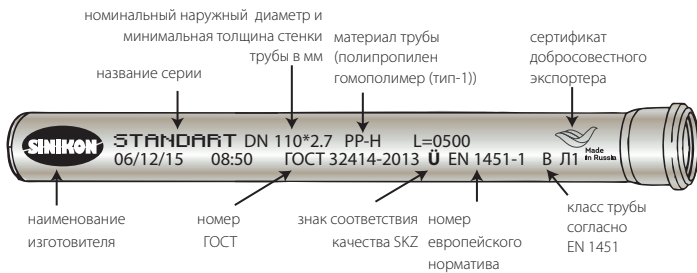 номинальный наружный диаметр и
минимальная толщина стенки
трубы в мм
название серии
материал трубы
(полипропилен
гомополимер (тип-1))
сертификат
добросовестного
экспортера
SINIKON
STANDART DN 110*2.7 PP-H L=0500
Made
in Russia
06/12/15 08:50 ГОСТ 32414-2013 Ü EN 1451-1 B Л1
наименование
изготовителя
номер
ГОСТ
знак соответствия
качества SKZ
номер
европейского
норматива
класс трубы
согласно
EN 1451